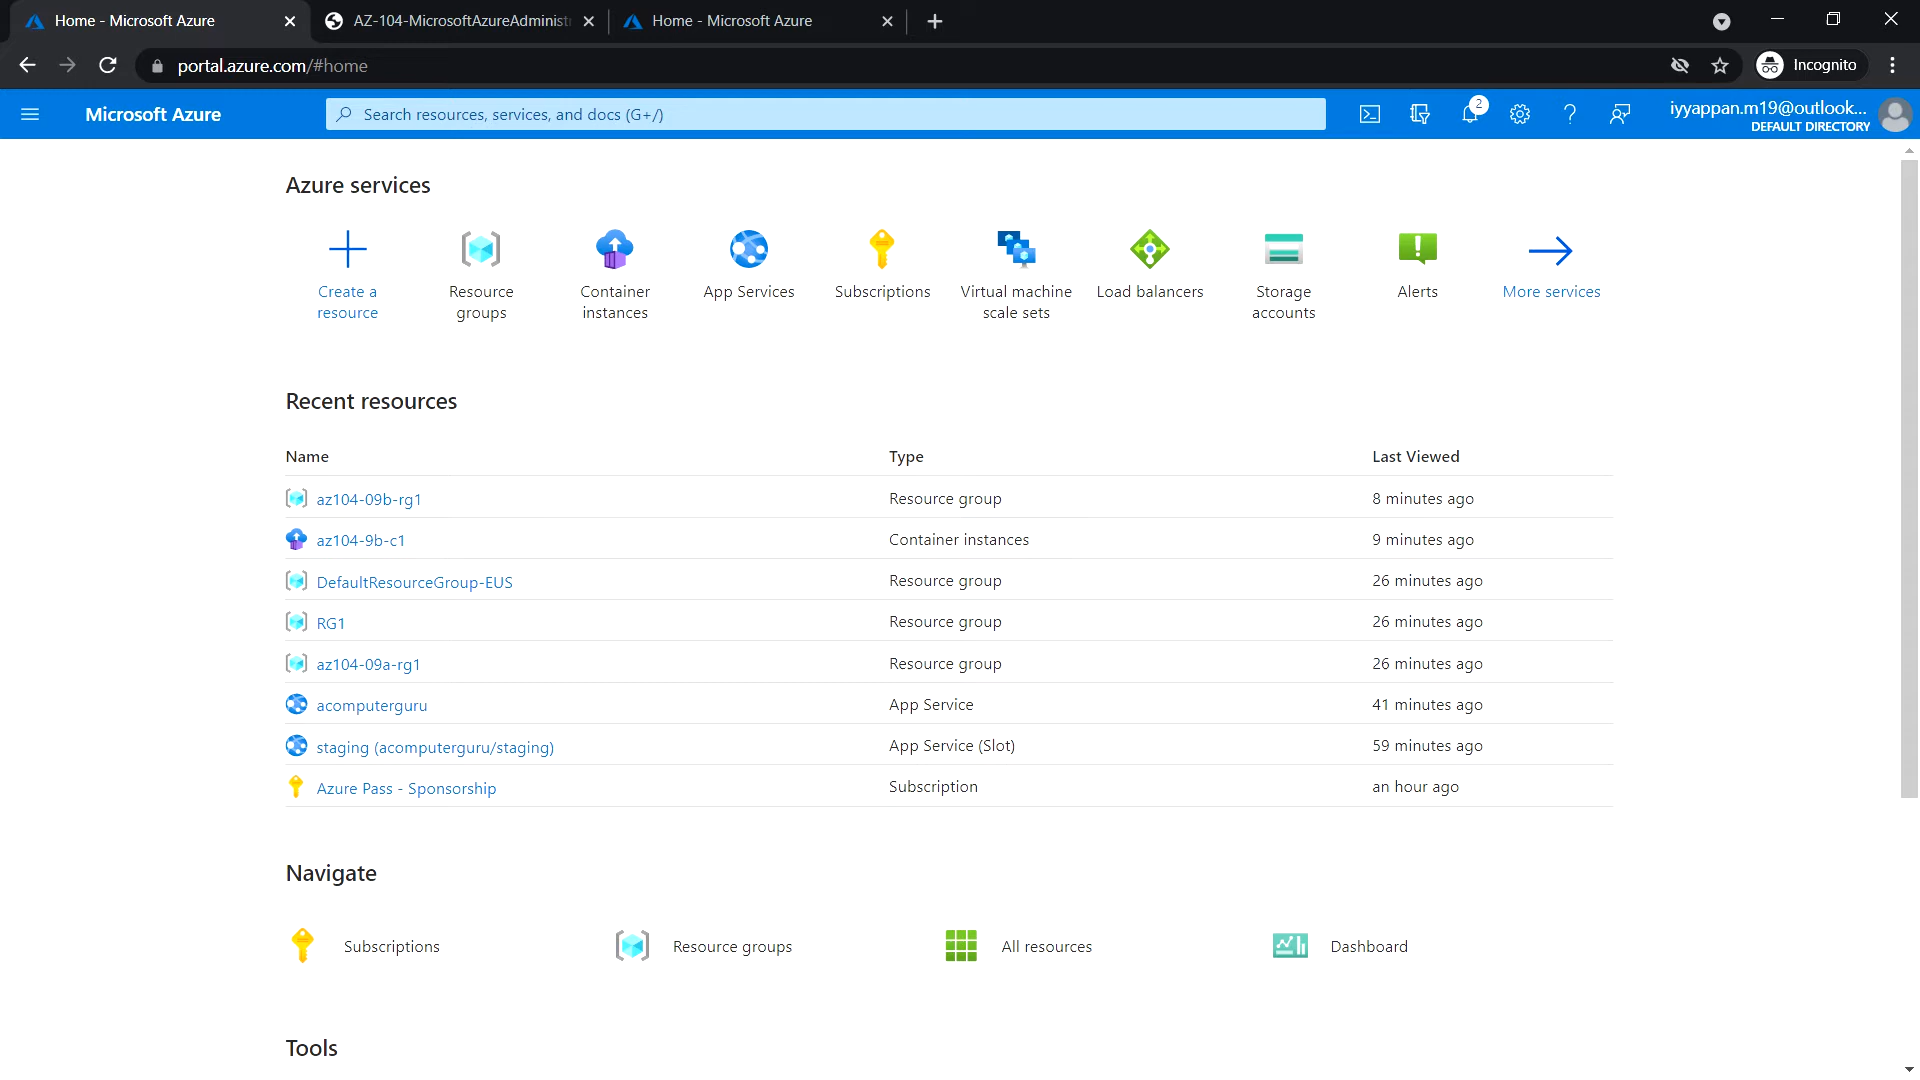 Home - Microsoft Azure
AZ-104-MicrosoftAzureAdminist
Home - Microsoft Azure
portal.azure.com/#home
Incognito
Microsoft Azure
Search resources, services, and docs (G+/)
2
iyyappan.m19@outlook...
DEFAULT DIRECTORY
Azure services
Create a resource
Resource groups
Container instances
App Services
Subscriptions
Virtual machine scale sets
Load balancers
Storage accounts
Alerts
More services
Recent resources
Name Type Last Viewed
az104-09b-rg1 Resource group 8 minutes ago
az104-9b-c1 Container instances 9 minutes ago
DefaultResourceGroup-EUS Resource group 26 minutes ago
RG1 Resource group 26 minutes ago
az104-09a-rg1 Resource group 26 minutes ago
acomputerguru App Service 41 minutes ago
staging (acomputerguru/staging) App Service (Slot) 59 minutes ago
Azure Pass - Sponsorship Subscription an hour ago
Navigate
Subscriptions Resource groups All resources Dashboard
Tools